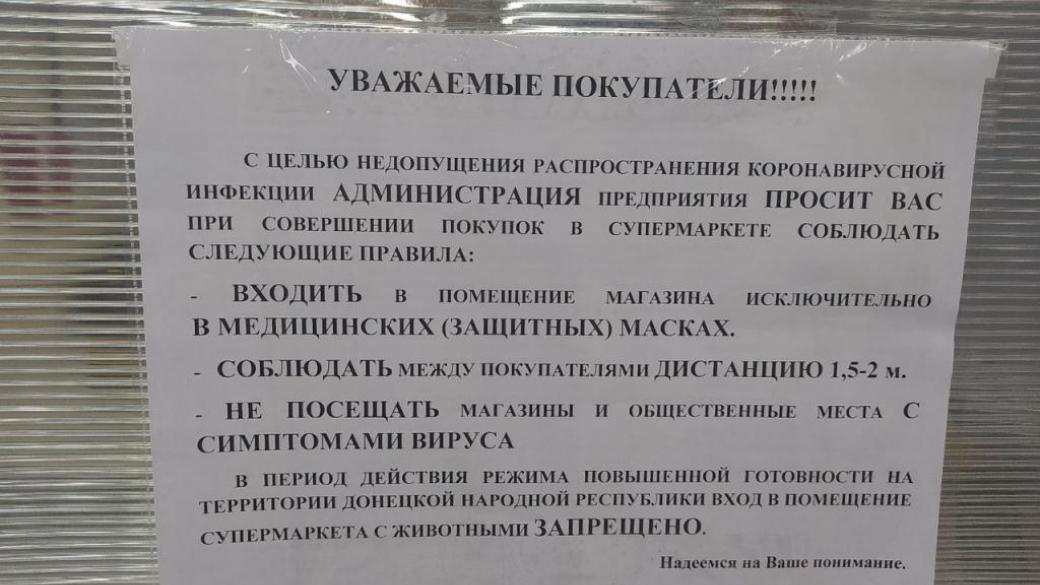 УВАЖАЕМЫЕ ПОКУПАТЕЛИ!!!!!
С ЦЕЛЬЮ НЕДОПУЩЕНИЯ РАСПРОСТРАНЕНИЯ КОРОНАВИРУСНОЙ
ИНФЕКЦИИ АДМИНИСТРАЦИЯ ПРЕДПРИЯТИЯ ПРОСИТ ВАС
ПРИ СОВЕРШЕНИИ ПОКУПОК В СУПЕРМАРКЕТЕ СОБЛЮДАТЬ
СЛЕДУЮЩИЕ ПРАВИЛА:
- ВХОДИТЬ В ПОМЕЩЕНИЕ МАГАЗИНА ИСКЛЮЧИТЕЛЬНО
В МЕДИЦИНСКИХ (ЗАЩИТНЫХ) МАСКАХ.
- СОБЛЮДАТЬ МЕЖДУ ПОКУПАТЕЛЯМИ ДИСТАНЦИЮ 1,5-2 м.
- НЕ ПОСЕЩАТЬ МАГАЗИНЫ И ОБЩЕСТВЕННЫЕ МЕСТА С
СИМПТОМАМИ ВИРУСА
В ПЕРИОД ДЕЙСТВИЯ РЕЖИМА ПОВЫШЕННОЙ ГОТОВНОСТИ НА
ТЕРРИТОРИИ ДОНЕЦКОЙ НАРОДНОЙ РЕСПУБЛИКИ ВХОД В ПОМЕЩЕНИЕ
СУПЕРМАРКЕТА С ЖИВОТНЫМИ ЗАПРЕЩЕНО.
Надеемся на Ваше понимание.